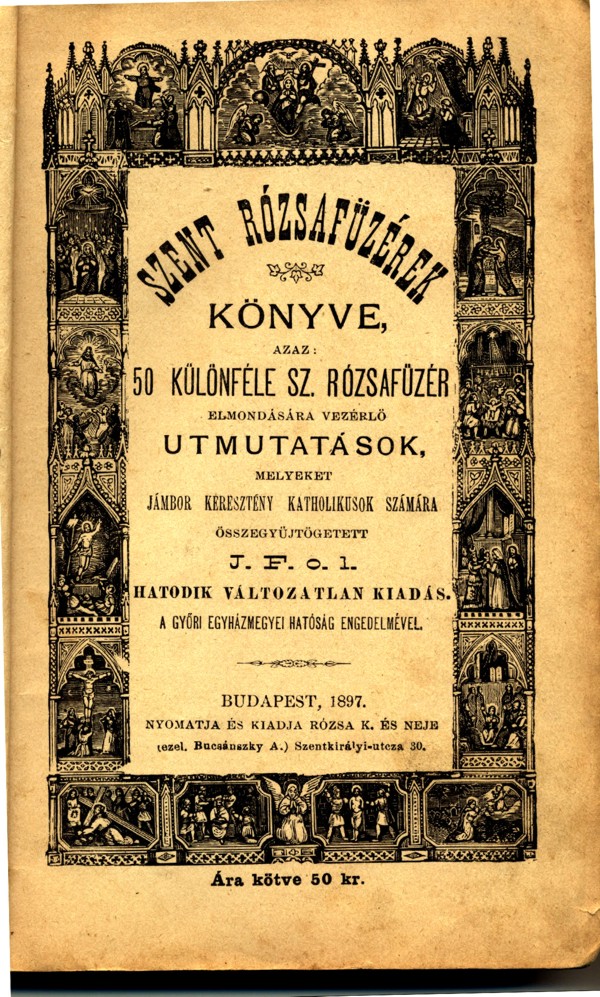 SZENT RÓZSAFÜZÉREK
KÖNYVE,
AZAZ:
50 KÜLÖNFÉLE SZ. RÓZSAFÜZÉR
ELMONDÁSÁRA VEZÉRLŐ
UTMUTATÁSOK,
MELYEKET
JÁMBOR KERESZTÉNY KATHOLIKUSOK SZÁMÁRA
ÖSSZEGYÜJTÖGETETT
J. F. o. l.
HATODIK VÁLTOZATLAN KIADÁS.
A GYŐRI EGYHÁZMEGYEI HATÓSÁG ENGEDELMÉVEL.
BUDAPEST, 1897.
NYOMATJA ÉS KIADJA RÓZSA K. ÉS NEJE
(ezel. Bucsánszky A.) Szentkirályi-utcza 30.
Ára kötve 50 kr.